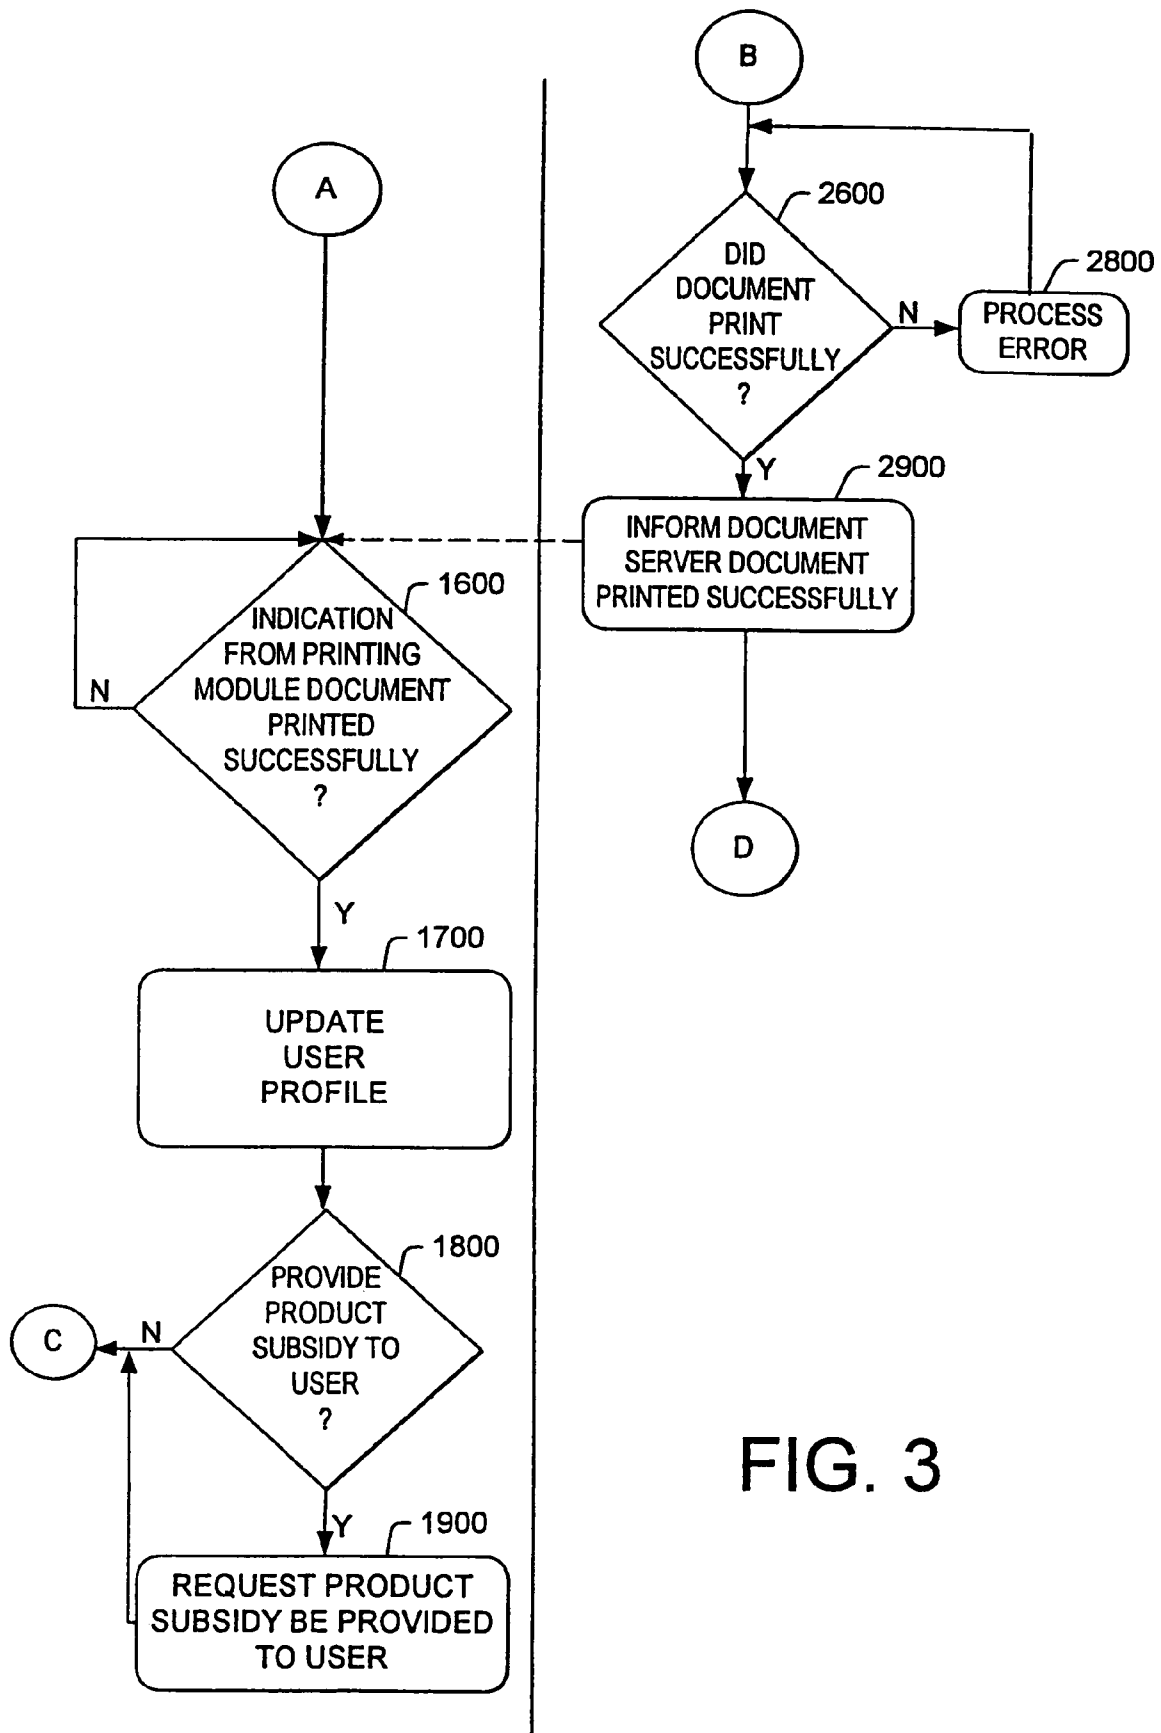 A
1600
INDICATION
FROM PRINTING
MODULE DOCUMENT
PRINTED
SUCCESSFULLY
?
N
Y
1700
UPDATE
USER
PROFILE
1800
PROVIDE
PRODUCT
SUBSIDY TO
USER
?
N
C
Y
1900
REQUEST PRODUCT
SUBSIDY BE PROVIDED
TO USER
B
2600
DID
DOCUMENT
PRINT
SUCCESSFULLY
?
N
2800
PROCESS
ERROR
Y
2900
INFORM DOCUMENT
SERVER DOCUMENT
PRINTED SUCCESSFULLY
D
FIG. 3